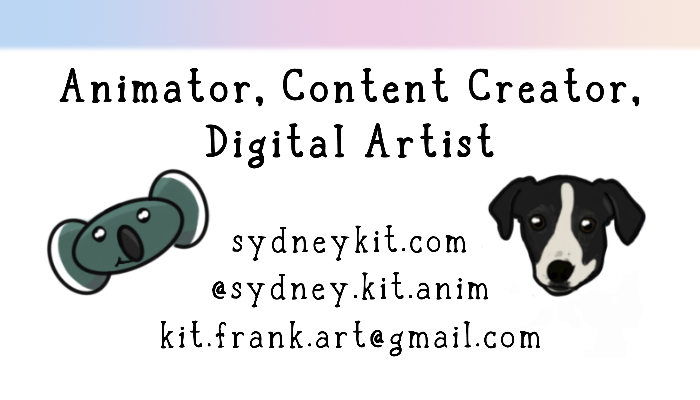 Animator, Content Creator,
Digital Artist
sydneykit.com
@sydney.kit.anim
kit.frank.art@gmail.com